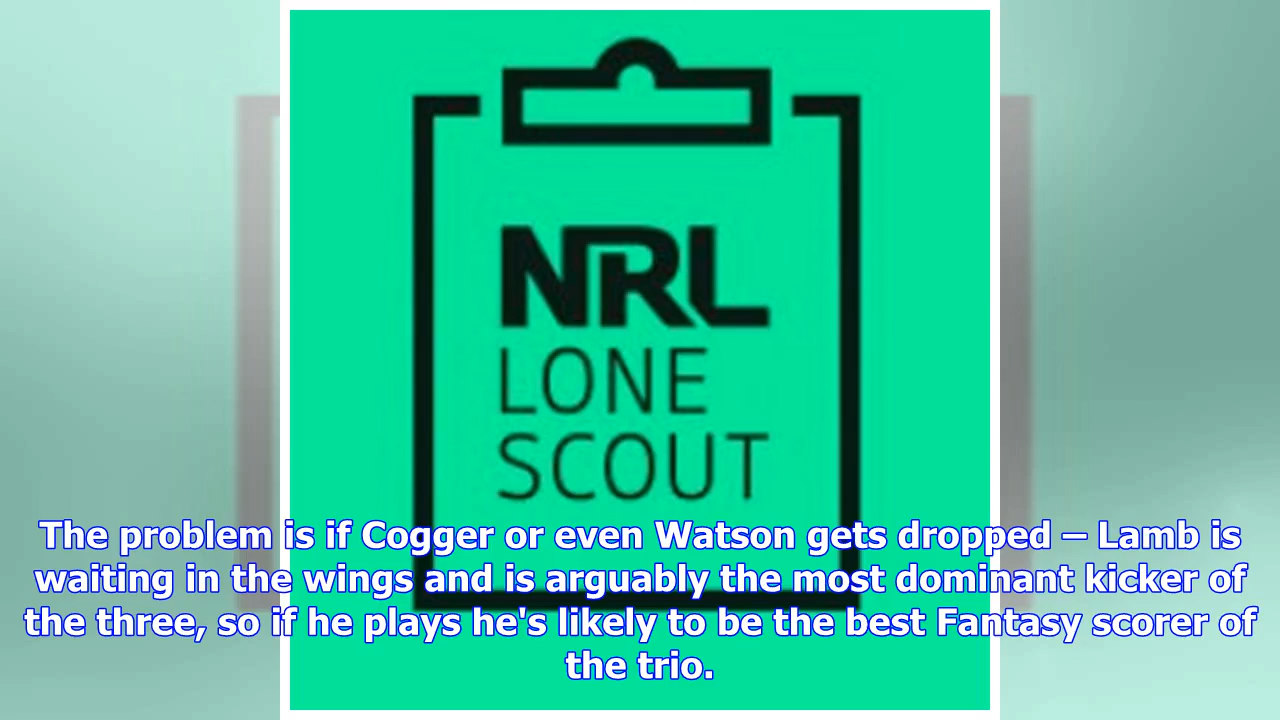 NRL
LONE
SCOUT
The problem is if Cogger or even Watson gets dropped – Lamb is
waiting in the wings and is arguably the most dominant kicker of
the three, so if he plays he's likely to be the best Fantasy scorer of
the trio.